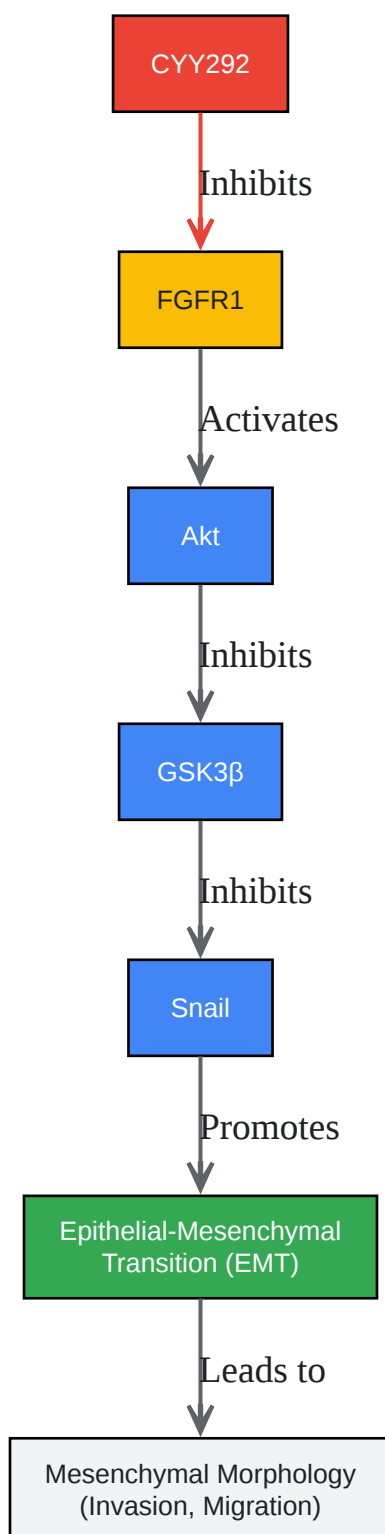 CYY292
Inhibits
FGFR1
Activates
Akt
Inhibits
GSK3β
Inhibits
Snail
Promotes
Epithelial-Mesenchymal
Transition (EMT)
Leads to
Mesenchymal Morphology
(Invasion, Migration)